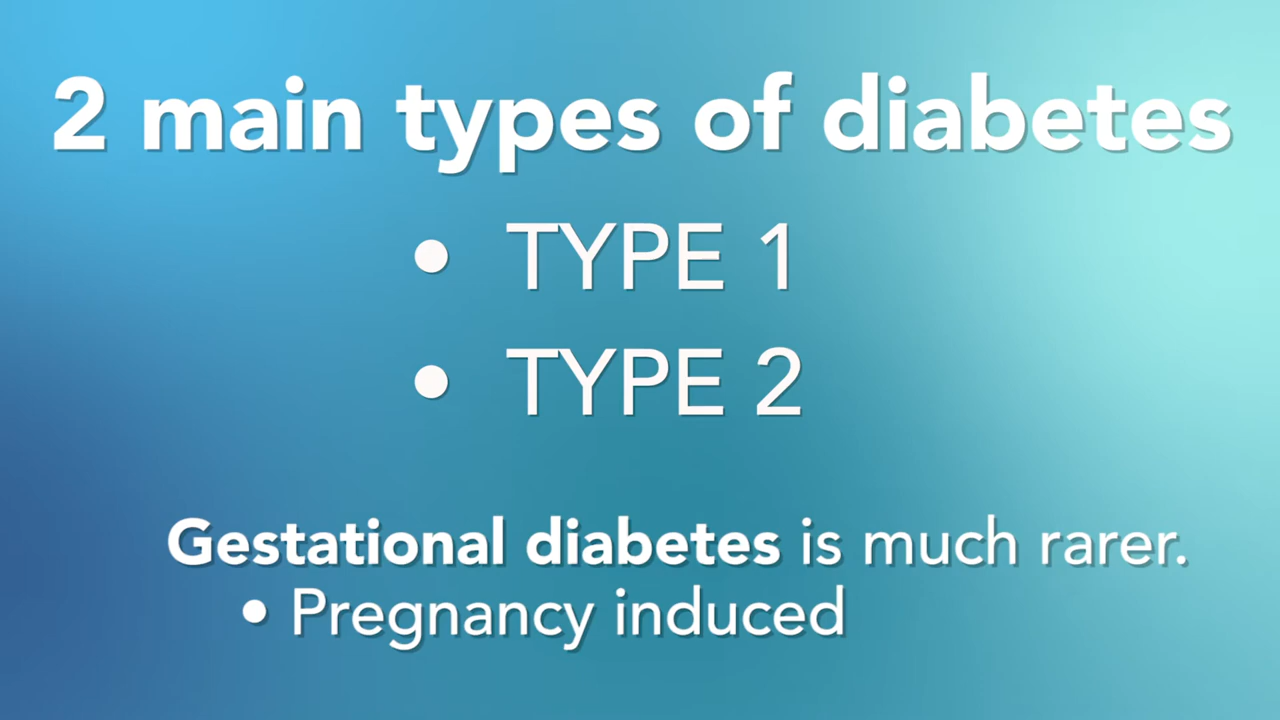 2 main types of diabetes
• TYPE 1
• TYPE 2
Gestational diabetes is much rarer.
• Pregnancy induced